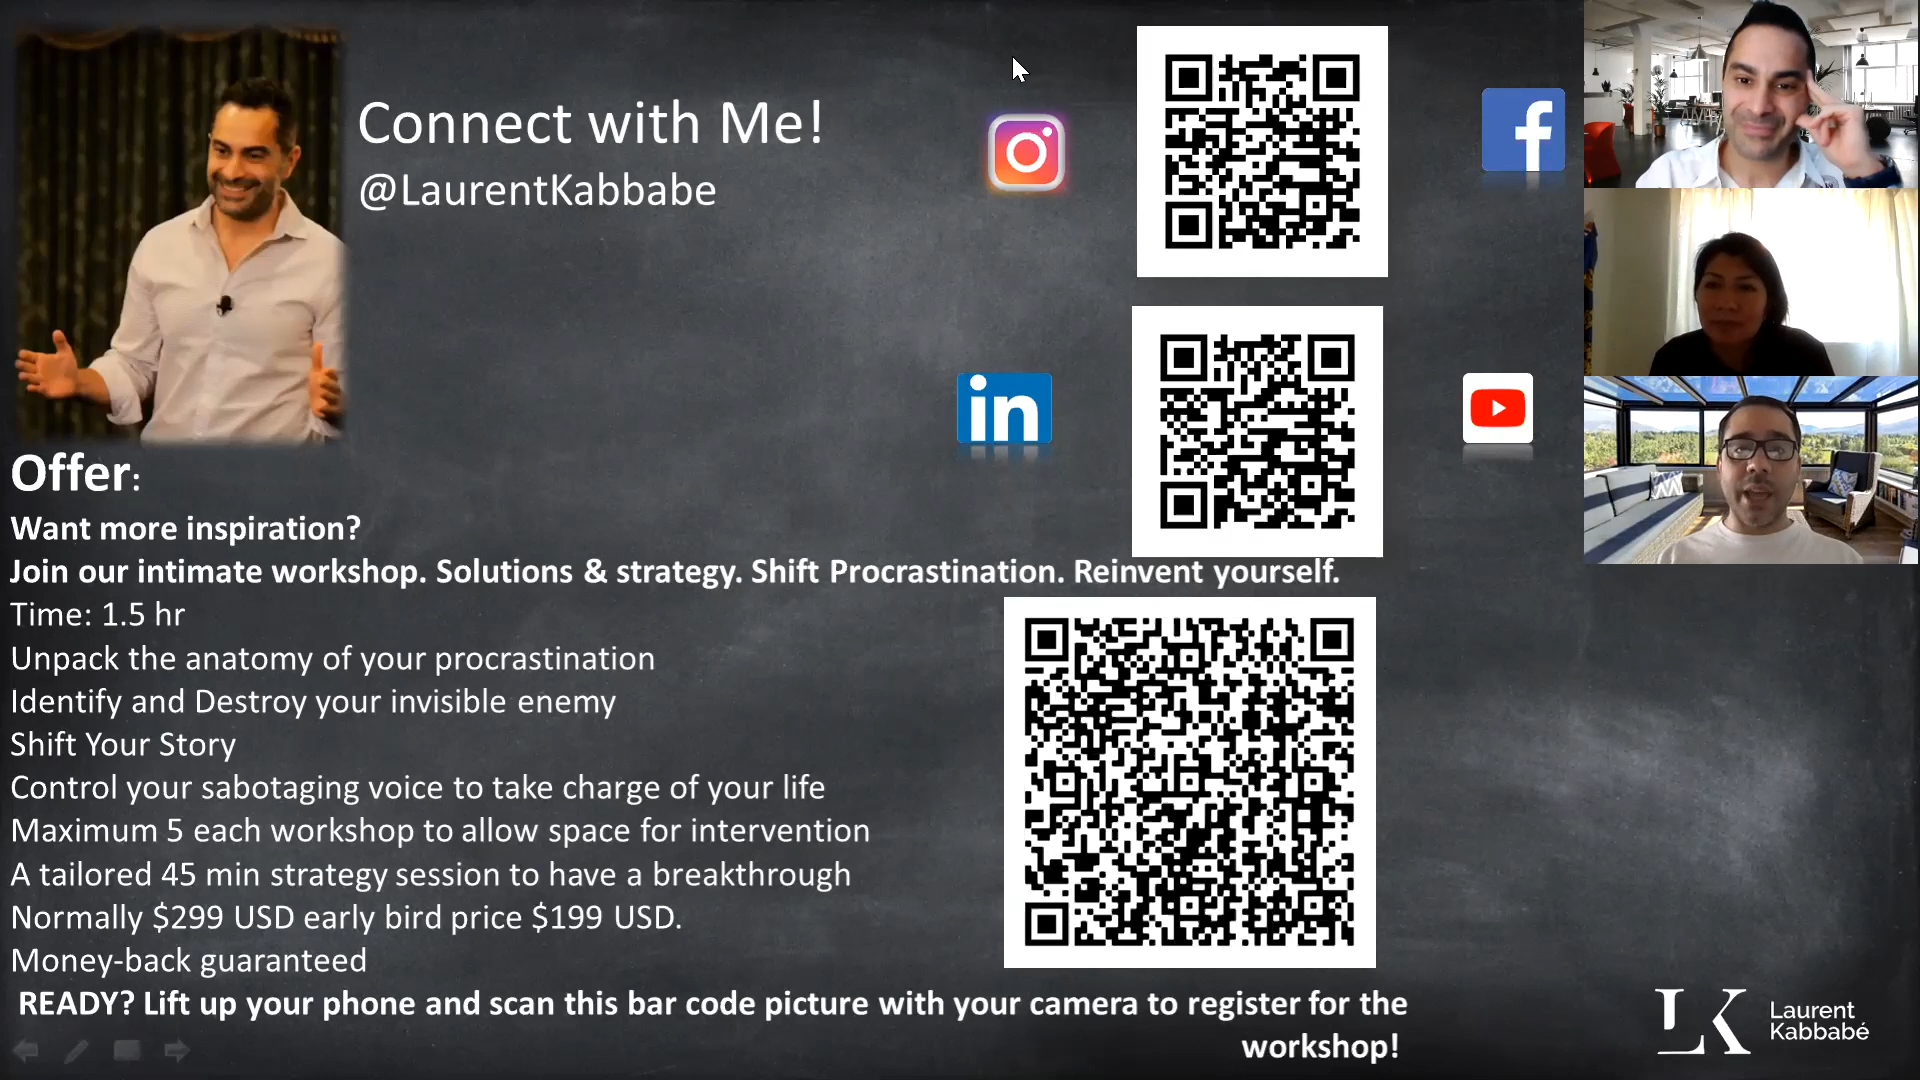 Connect with Me!
@LaurentKabbabe
in
f
Offer:
Want more inspiration?
Join our intimate workshop. Solutions & strategy. Shift Procrastination. Reinvent yourself.
Time: 1.5 hr
Unpack the anatomy of your procrastination
Identify and Destroy your invisible enemy
Shift Your Story
Control your sabotaging voice to take charge of your life
Maximum 5 each workshop to allow space for intervention
A tailored 45 min strategy session to have a breakthrough
Normally $299 USD early bird price $199 USD.
Money-back guaranteed
READY? Lift up your phone and scan this bar code picture with your camera to register for the
workshop!
LK
Laurent
Kabbabé